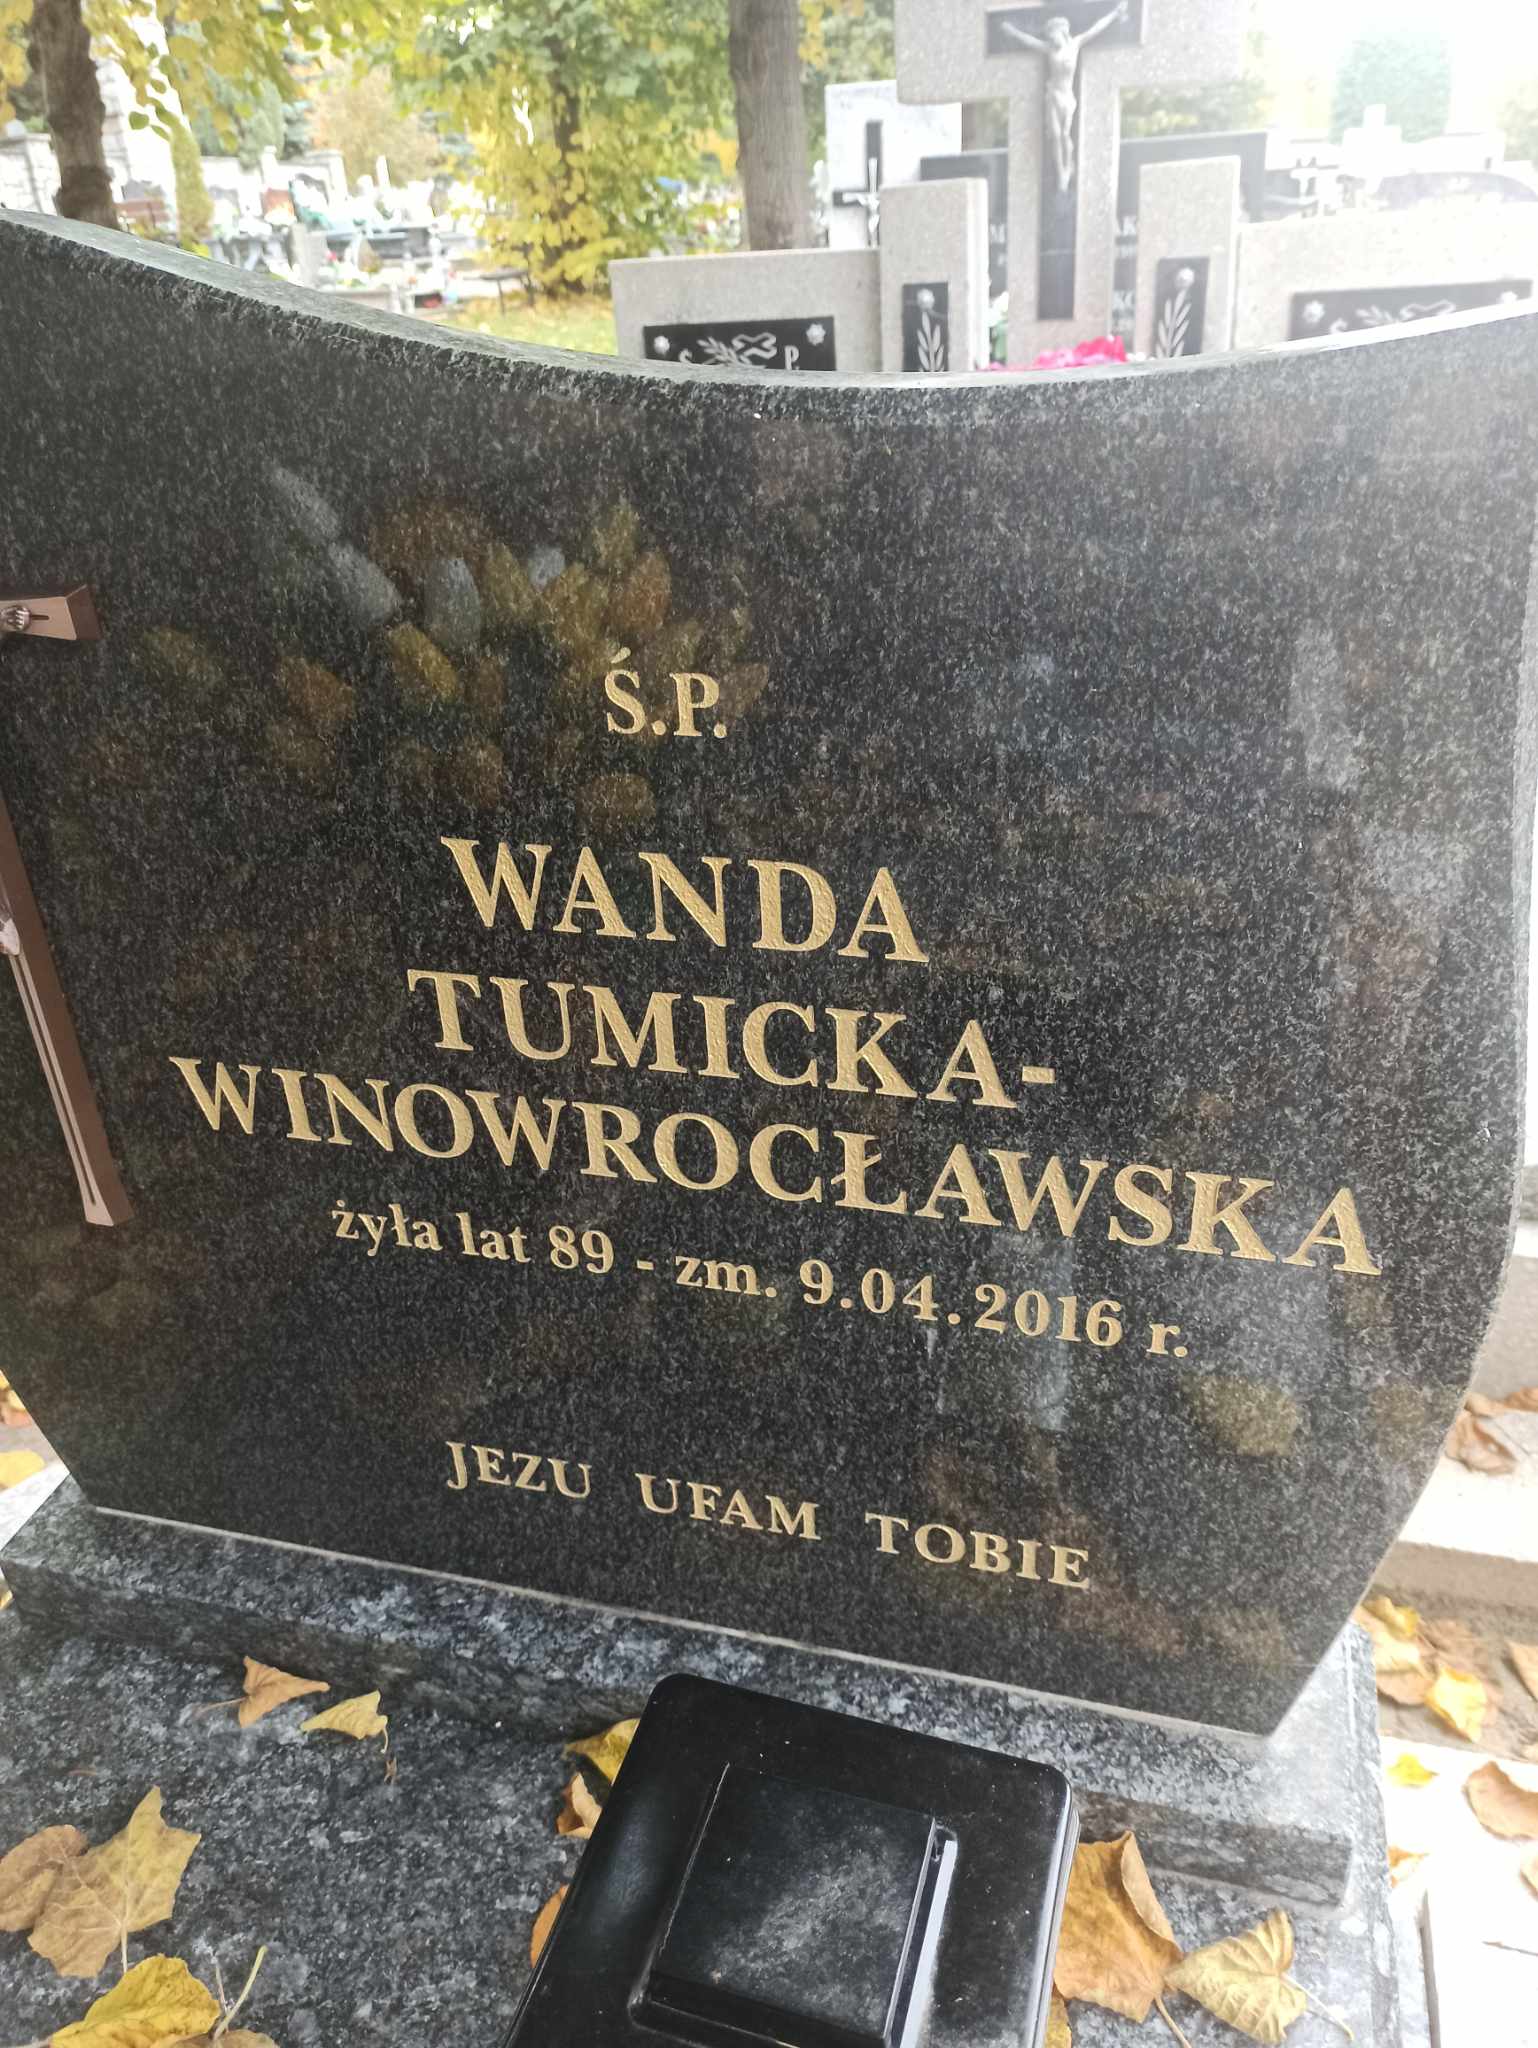 S. P.
Ś.P.
WANDA
TUMICKA-
WINOWROCŁAWSKA
żyła lat 89 - zm. 9.04.2016 r.
JEZU UFAM TOBIE